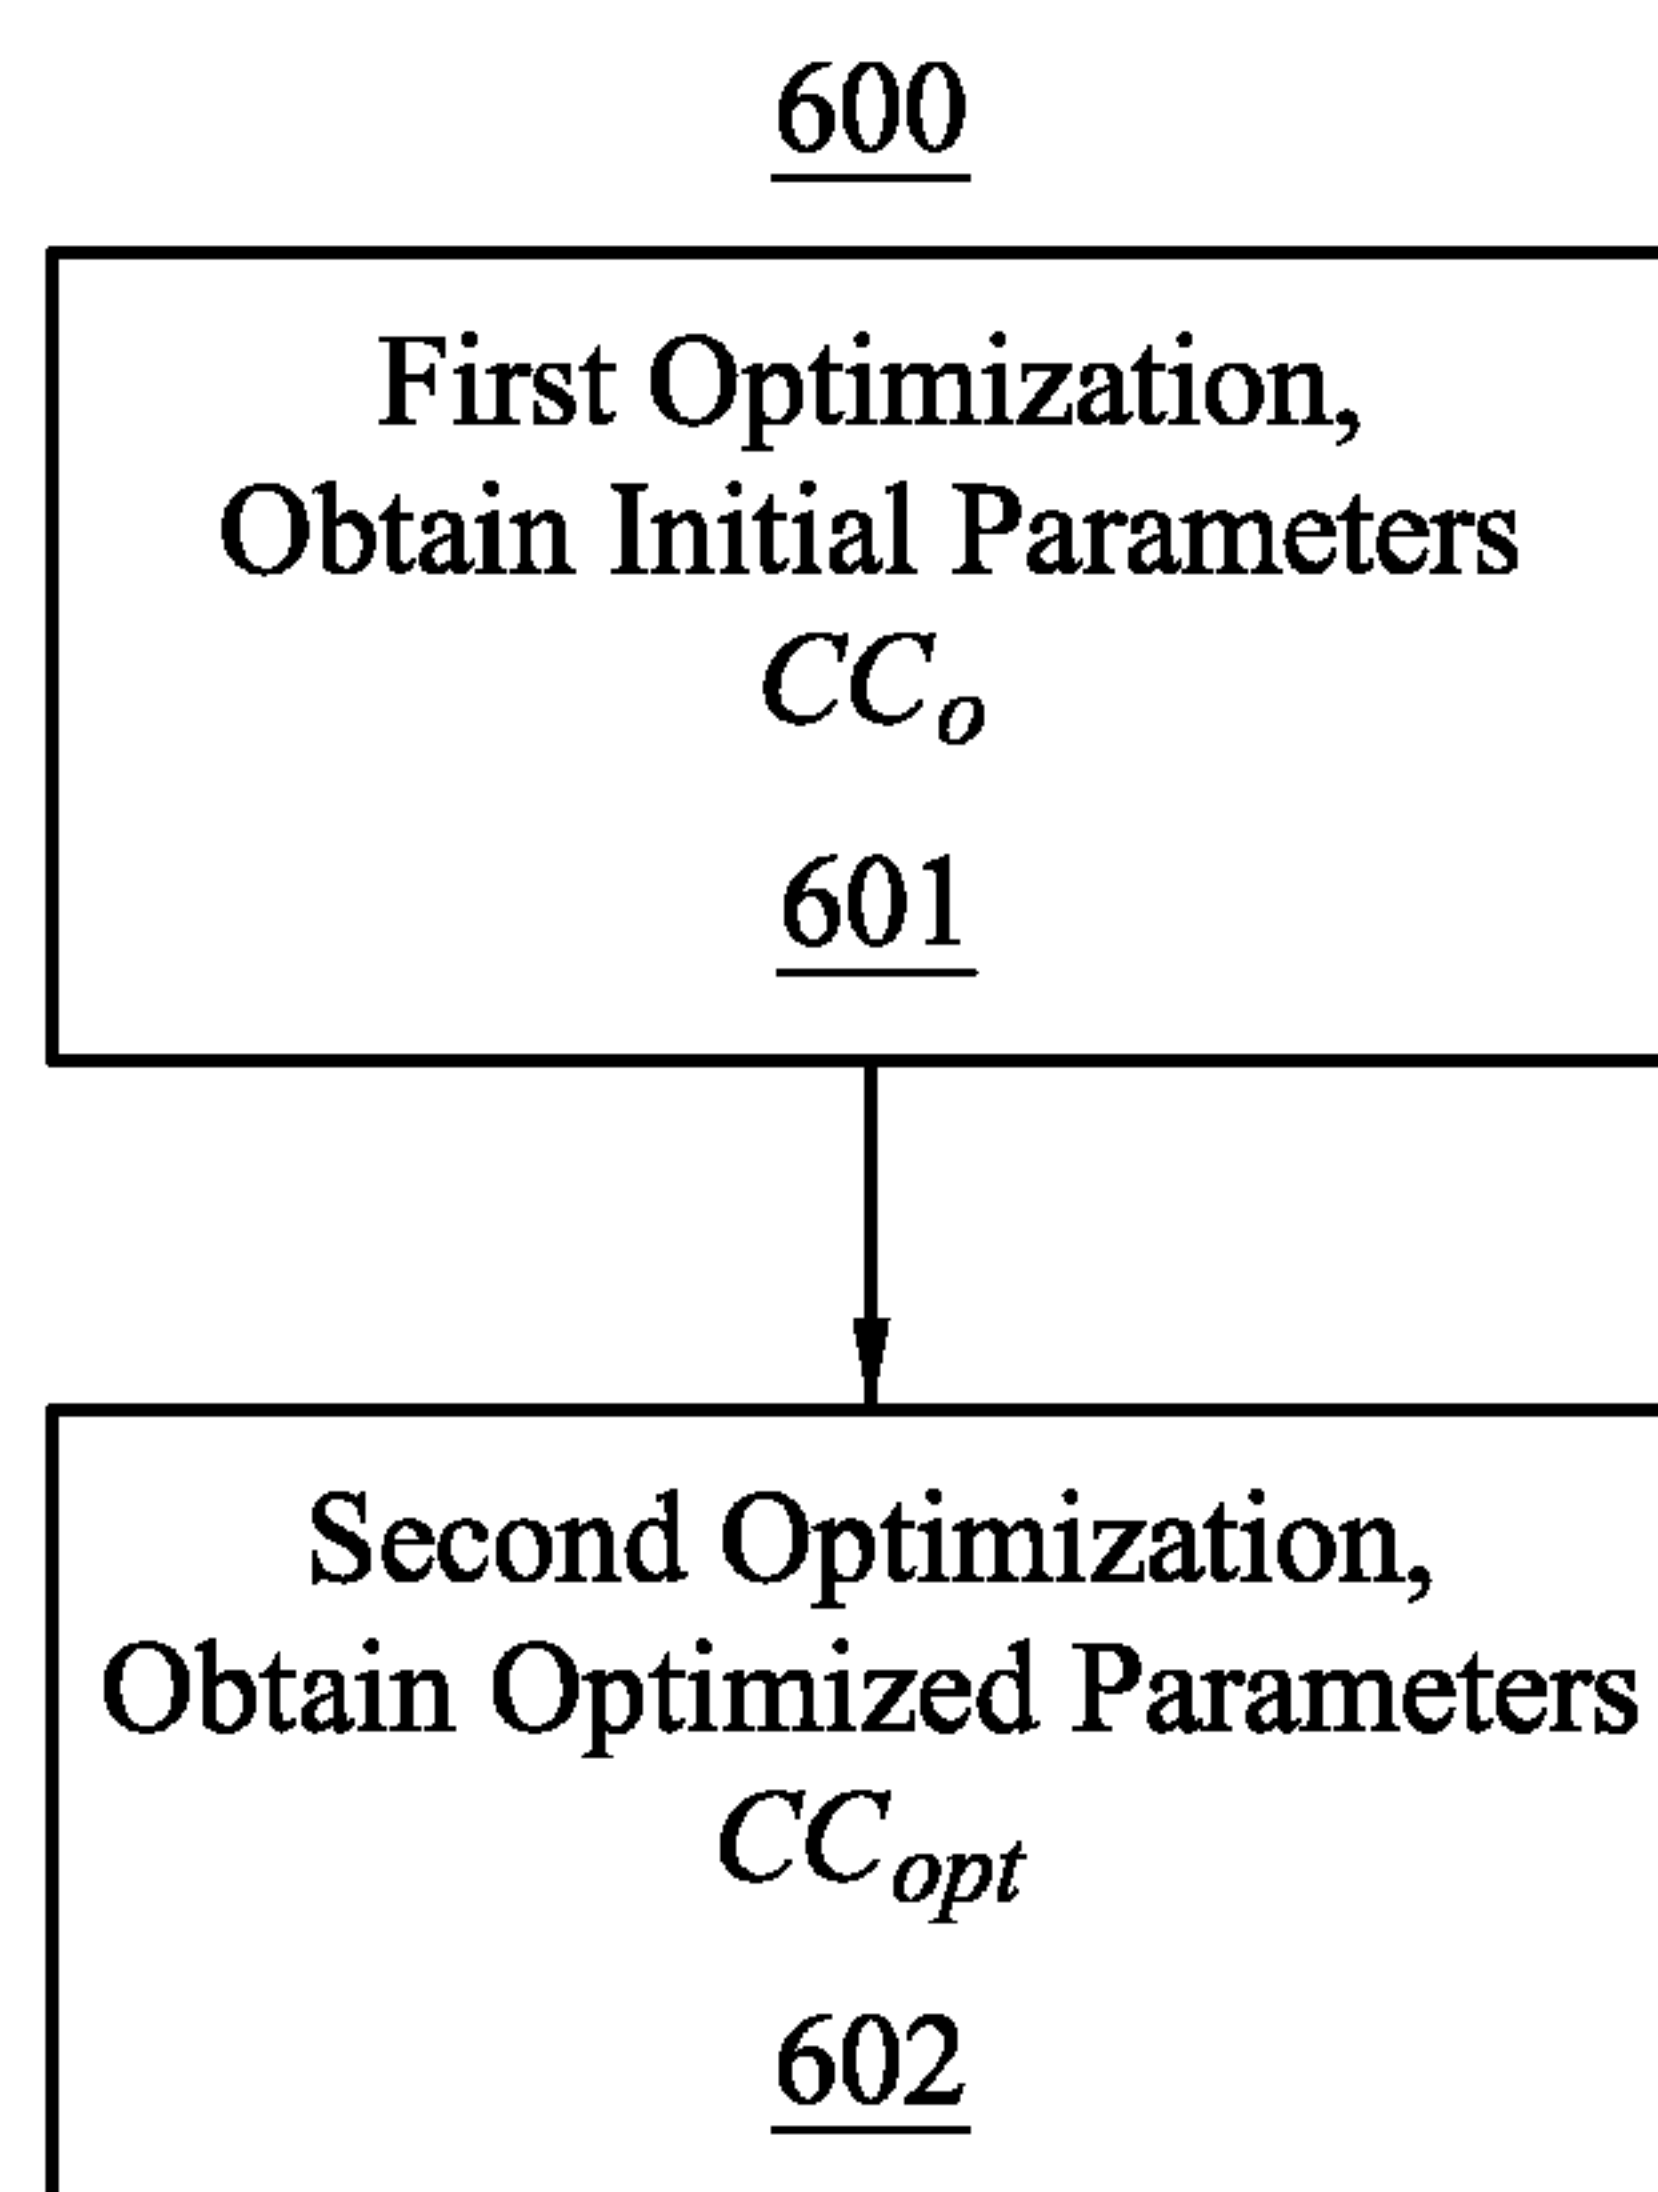 600
First Optimization,
Obtain Initial Parameters
CCo
601
Second Optimization,
Obtain Optimized Parameters
CCopt
602